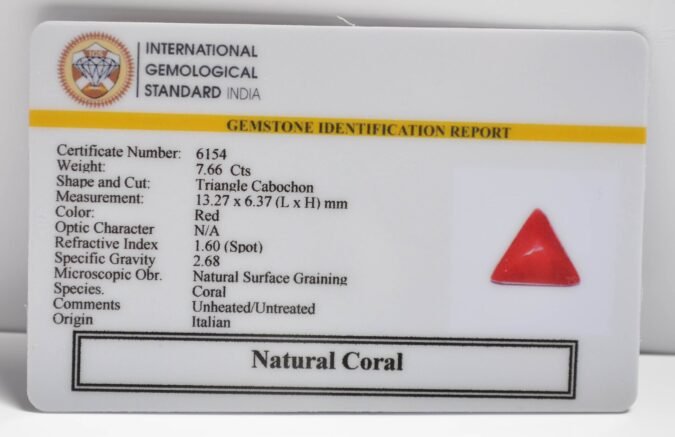 IGS
INTERNATIONAL
GEMOLOGICAL
STANDARD INDIA
GEMSTONE IDENTIFICATION REPORT
Certificate Number: 6154
Weight: 7.66 Cts
Shape and Cut: Triangle Cabochon
Measurement: 13.27 x 6.37 (L x H) mm
Color: Red
Optic Character N/A
Refractive Index 1.60 (Spot)
Specific Gravity 2.68
Microscopic Obr. Natural Surface Graining
Species. Coral
Comments Unheated/Untreated
Origin Italian
Natural Coral